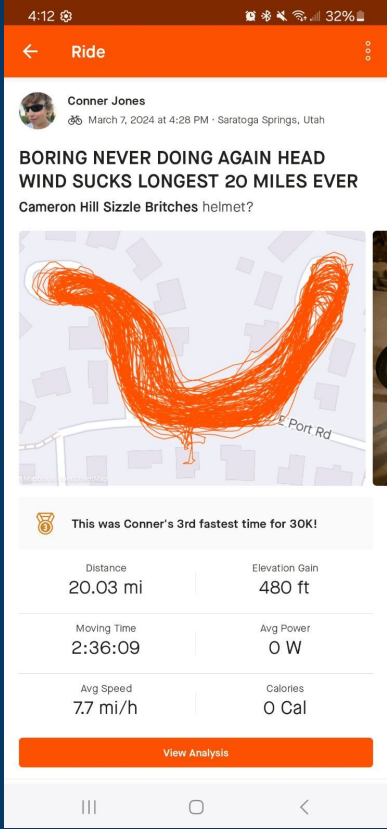 4:12
32%
Ride
Conner Jones
March 7, 2024 at 4:28 PM · Saratoga Springs, Utah
BORING NEVER DOING AGAIN HEAD
WIND SUCKS LONGEST 20 MILES EVER
Cameron Hill Sizzle Britches helmet?
E Port Rd
3
This was Conner's 3rd fastest time for 30K!
Distance
Elevation Gain
20.03 mi
480 ft
Moving Time
Avg Power
2:36:09
0 W
Avg Speed
Calories
7.7 mi/h
0 Cal
View Analysis